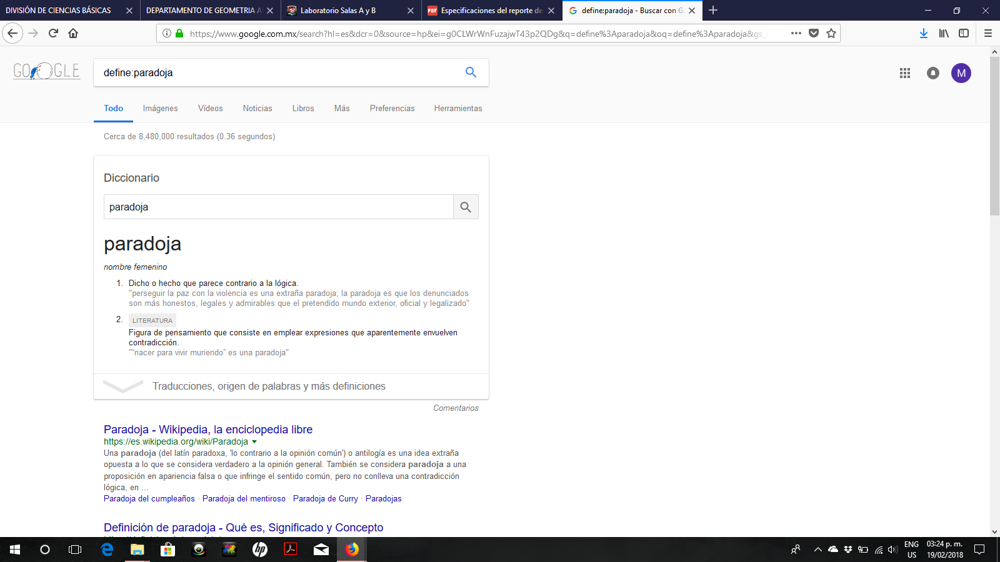 DIVISIÓN DE CIENCIAS BÁSICAS
DEPARTAMENTO DE GEOMETRIA A
Laboratorio Salas A y B
PDF Especificaciones del reporte de
define:paradoja - Buscar con G
https://www.google.com.mx/search?hl=es&dcr=0&source=hp&ei=g0CLWrWnFuzajwT43p2QDg&q=define%3Aparadoja&oq=define%3Aparadoja&gs_
GOOGLE
define:paradoja
M
Todo Imágenes Vídeos Noticias Libros Más Preferencias Herramientas
Cerca de 8,480,000 resultados (0.36 segundos)
Diccionario
paradoja
paradoja
nombre femenino
1. Dicho o hecho que parece contrario a la lógica.
"perseguir la paz con la violencia es una extraña paradoja; la paradoja es que los denunciados
son más honestos, legales y admirables que el pretendido mundo exterior, oficial y legalizado"
2. LITERATURA
Figura de pensamiento que consiste en emplear expresiones que aparentemente envuelven
contradicción.
"“nacer para vivir muriendo” es una paradoja"
Traducciones, origen de palabras y más definiciones
Comentarios
Paradoja - Wikipedia, la enciclopedia libre
https://es.wikipedia.org/wiki/Paradoja
Una paradoja (del latín paradoxa, 'lo contrario a la opinión común') o antilogía es una idea extraña
opuesta a lo que se considera verdadero a la opinión general. También se considera paradoja a una
proposición en apariencia falsa o que infringe el sentido común, pero no conlleva una contradicción
lógica, en ...
Paradoja del cumpleaños · Paradoja del mentiroso · Paradoja de Curry · Paradojas
Definición de paradoja - Qué es, Significado y Concepto
hp
ENG 03:24 p. m.
US 19/02/2018